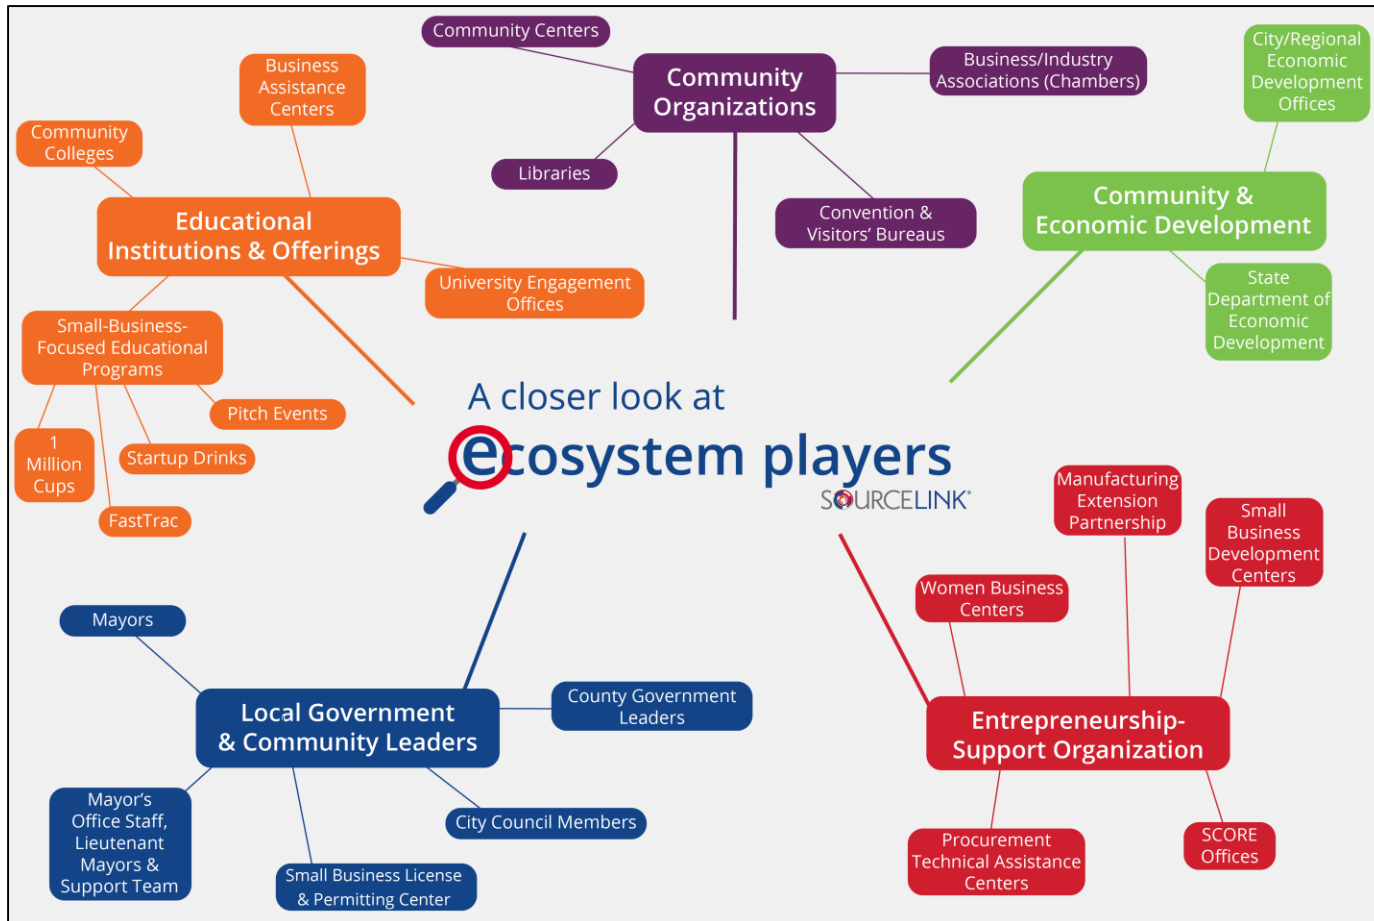 Community Centers
Community
Organizations
Business/Industry
Associations (Chambers)
Libraries
Convention &
Visitors’ Bureaus
City/Regional
Economic
Development
Offices
Community &
Economic Development
State
Department of
Economic
Development
Business
Assistance
Centers
Community
Colleges
Educational
Institutions & Offerings
University Engagement
Offices
Small-Business-
Focused Educational
Programs
Pitch Events
1
Million
Cups
Startup Drinks
FastTrac
A closer look at
ecosystem players
SOURCELINK®
Mayors
Local Government
& Community Leaders
County Government
Leaders
Mayor’s
Office Staff,
Lieutenant
Mayors &
Support Team
Small Business License
& Permitting Center
City Council Members
Manufacturing
Extension
Partnership
Small
Business
Development
Centers
Women Business
Centers
Entrepreneurship-
Support Organization
Procurement
Technical Assistance
Centers
SCORE
Offices